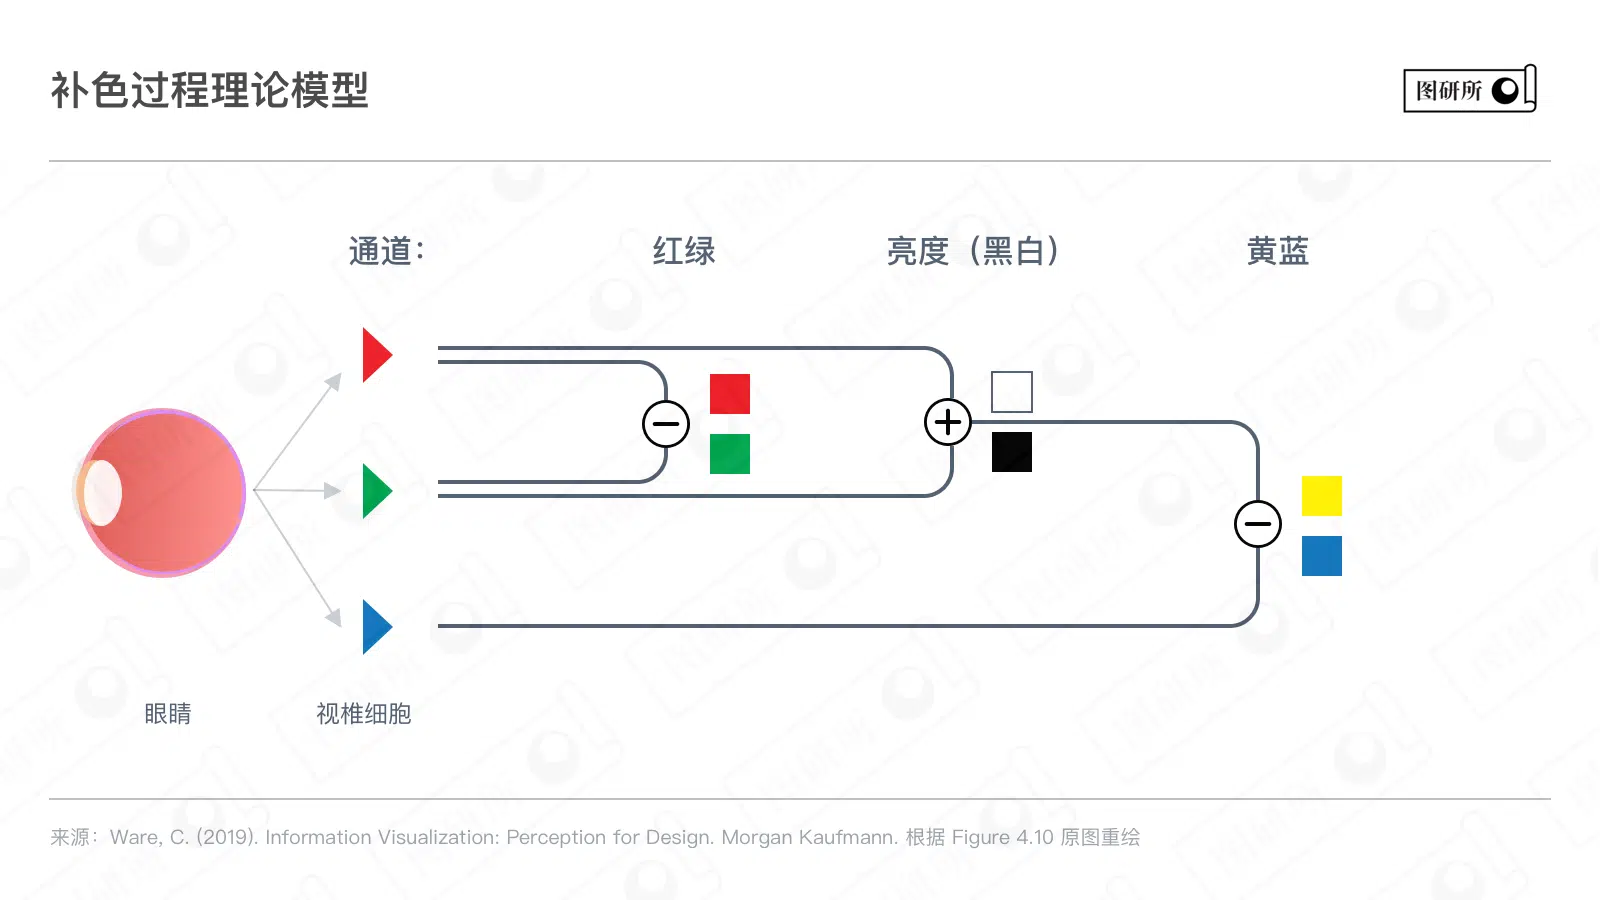 补色过程理论模型
图研所
通道：
红绿
亮度（黑白）
黄蓝
眼睛
视椎细胞
来源：Ware, C. (2019). Information Visualization: Perception for Design. Morgan Kaufmann. 根据 Figure 4.10 原图重绘